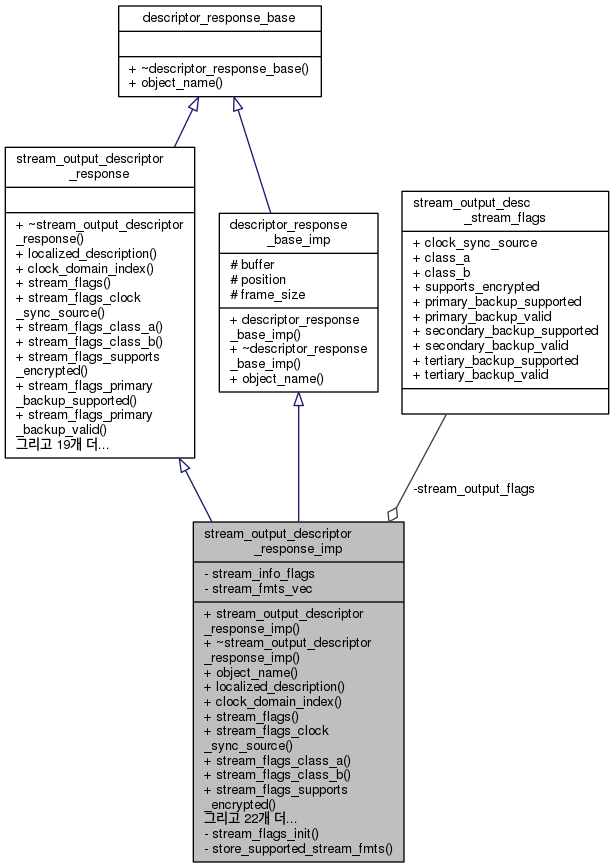 descriptor_response_base
+ ~descriptor_response_base()
+ object_name()
stream_output_descriptor
_response
+ ~stream_output_descriptor
_response()
+ localized_description()
+ clock_domain_index()
+ stream_flags()
+ stream_flags_clock
_sync_source()
+ stream_flags_class_a()
+ stream_flags_class_b()
+ stream_flags_supports
_encrypted()
+ stream_flags_primary
_backup_supported()
+ stream_flags_primary
_backup_valid()
그리고 19개 더...
descriptor_response
_base_imp
# buffer
# position
# frame_size
+ descriptor_response
_base_imp()
+ ~descriptor_response
_base_imp()
+ object_name()
stream_output_desc
_stream_flags
+ clock_sync_source
+ class_a
+ class_b
+ supports_encrypted
+ primary_backup_supported
+ primary_backup_valid
+ secondary_backup_supported
+ secondary_backup_valid
+ tertiary_backup_supported
+ tertiary_backup_valid
-stream_output_flags
stream_output_descriptor
_response_imp
- stream_info_flags
- stream_fmts_vec
+ stream_output_descriptor
_response_imp()
+ ~stream_output_descriptor
_response_imp()
+ object_name()
+ localized_description()
+ clock_domain_index()
+ stream_flags()
+ stream_flags_clock
_sync_source()
+ stream_flags_class_a()
+ stream_flags_class_b()
+ stream_flags_supports
_encrypted()
그리고 22개 더...
- stream_flags_init()
- store_supported_stream_fmts()